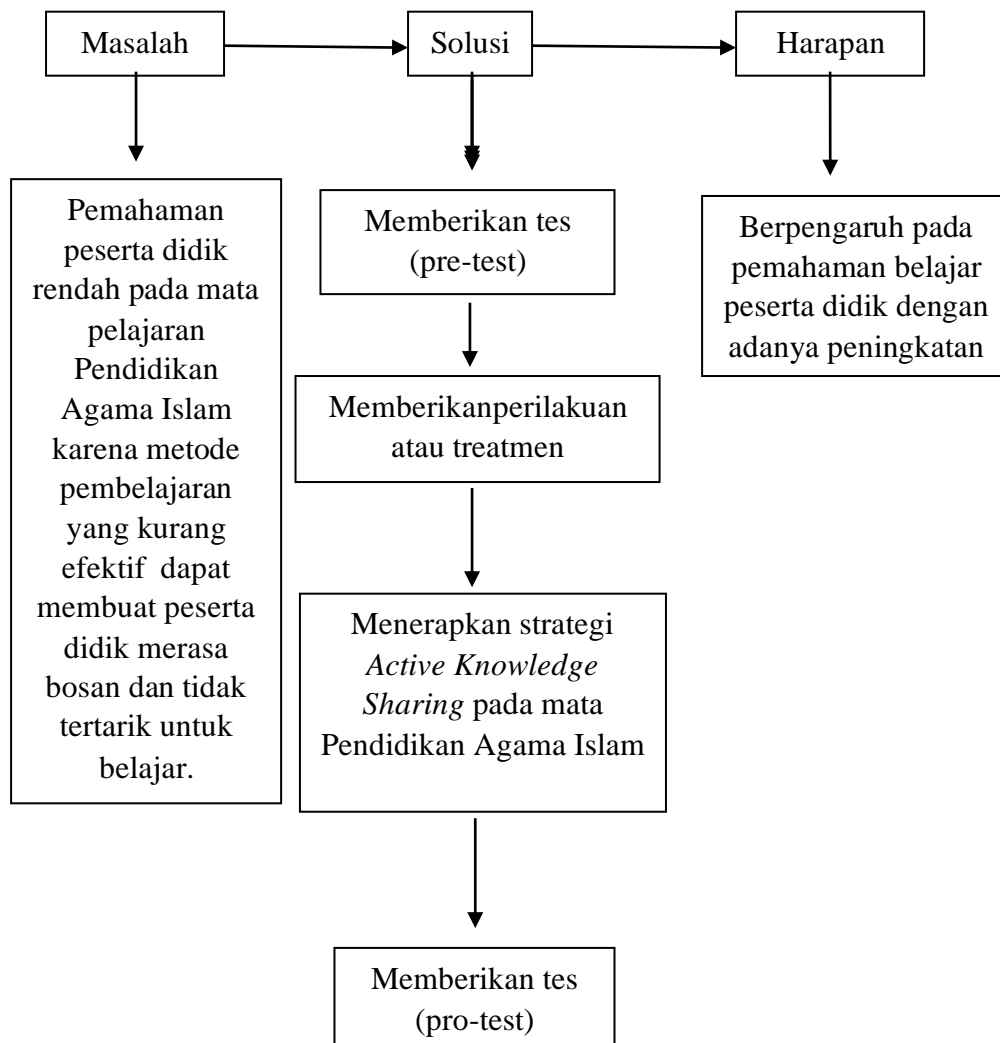 Masalah
Solusi
Harapan
Pemahaman
peserta didik
rendah pada mata
pelajaran
Pendidikan
Agama Islam
karena metode
pembelajaran
yang kurang
efektif dapat
membuat peserta
didik merasa
bosan dan tidak
tertarik untuk
belajar.
Memberikan tes
(pre-test)
Memberikanperilakuan
atau treatmen
Menerapkan strategi
Active Knowledge
Sharing pada mata
Pendidikan Agama Islam
Memberikan tes
(pro-test)
Berpengaruh pada
pemahaman belajar
peserta didik dengan
adanya peningkatan